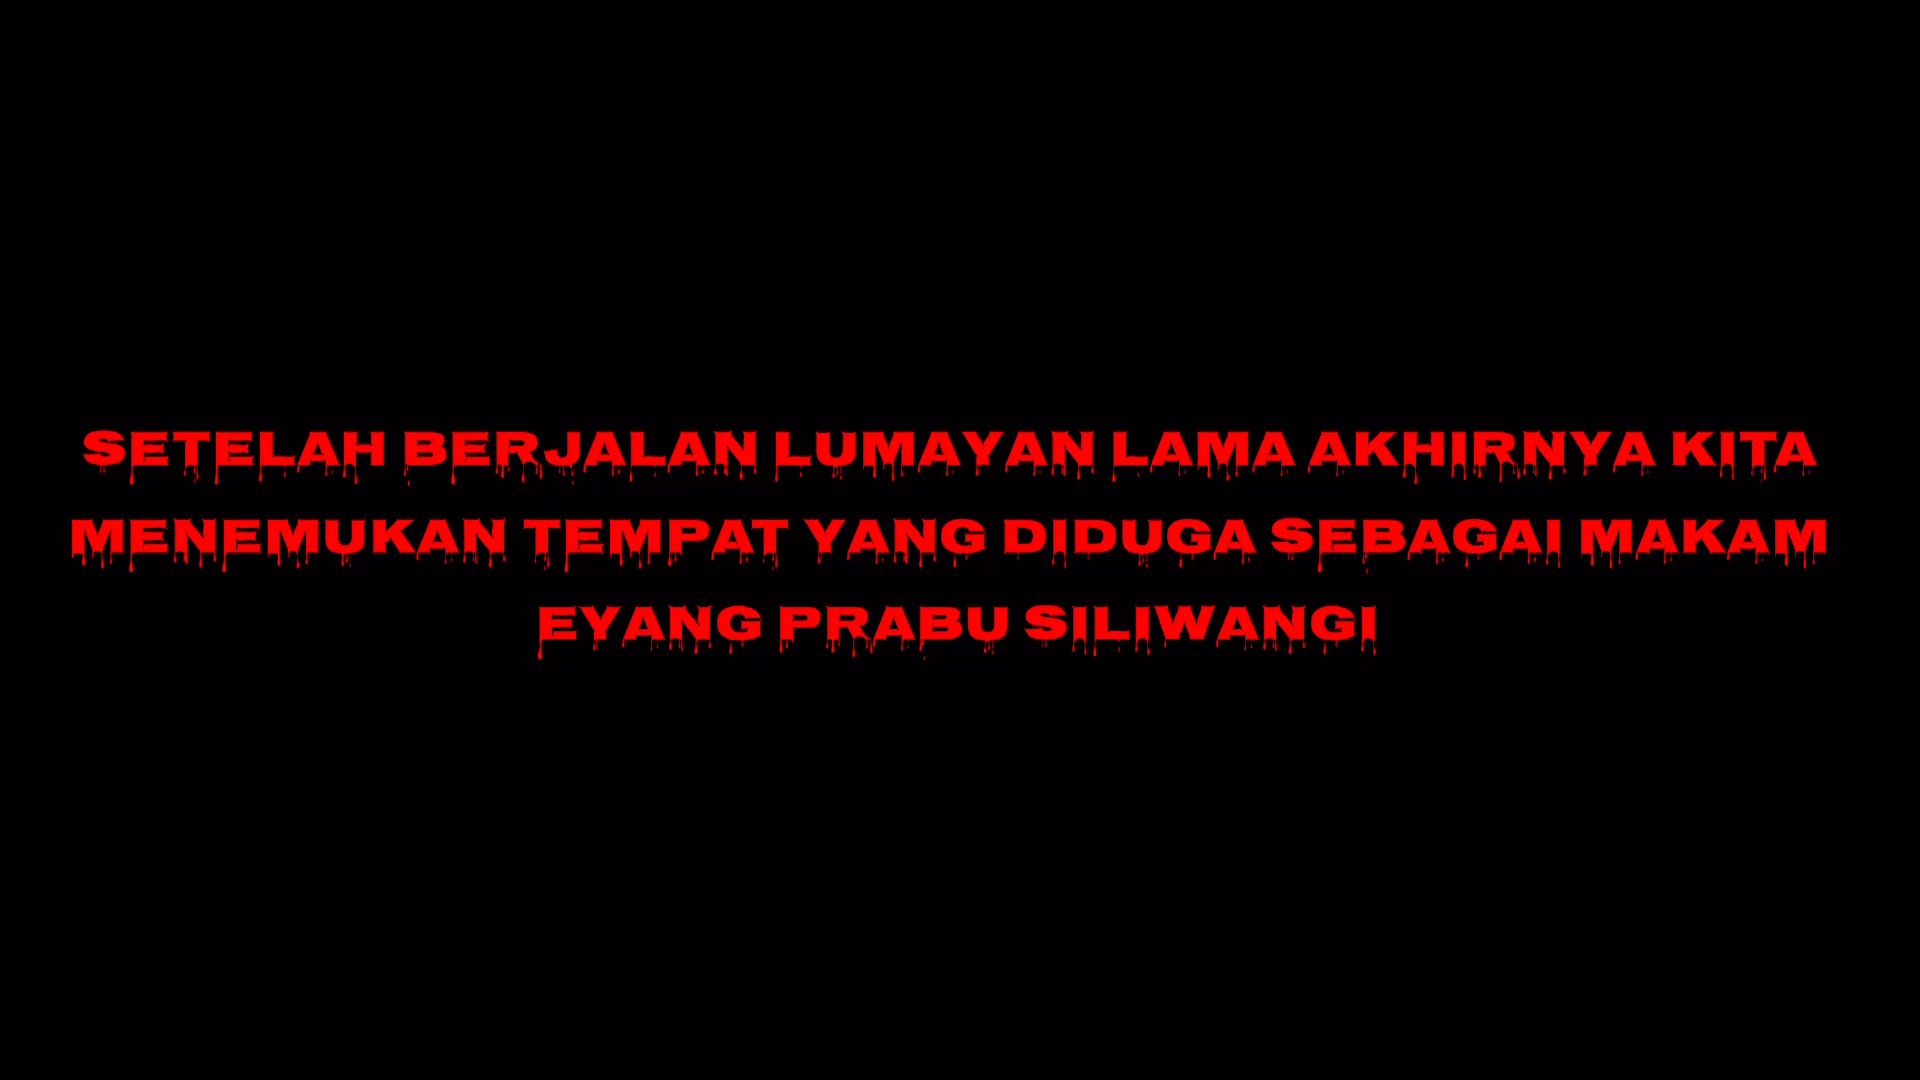 SETELAH BERJALAN LUMAYAN LAMA AKHIRNYA KITA
MENEMUKAN TEMPAT YANG DIDUGA SEBAGAI MAKAM
EYANG PRABU SILIWANGI